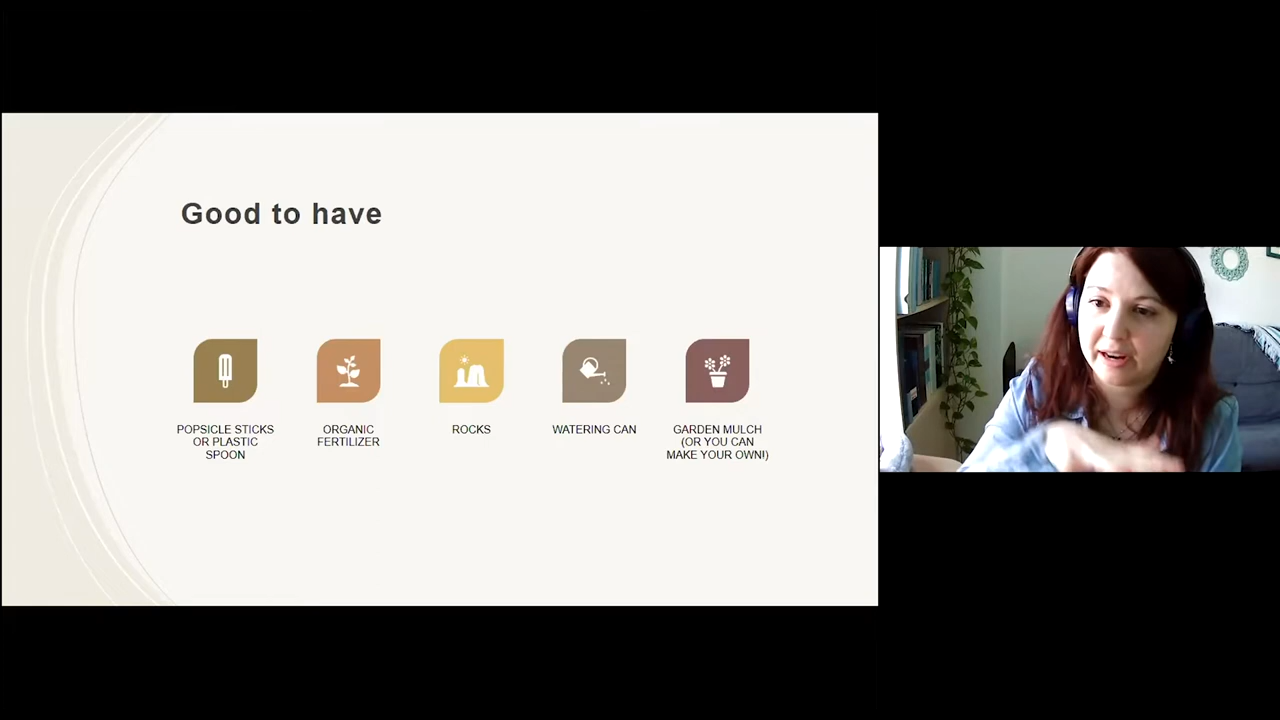 Good to have
POPSICLE STICKS
OR PLASTIC
SPOON
ORGANIC
FERTILIZER
ROCKS
WATERING CAN
GARDEN MULCH
(OR YOU CAN
MAKE YOUR OWN!)